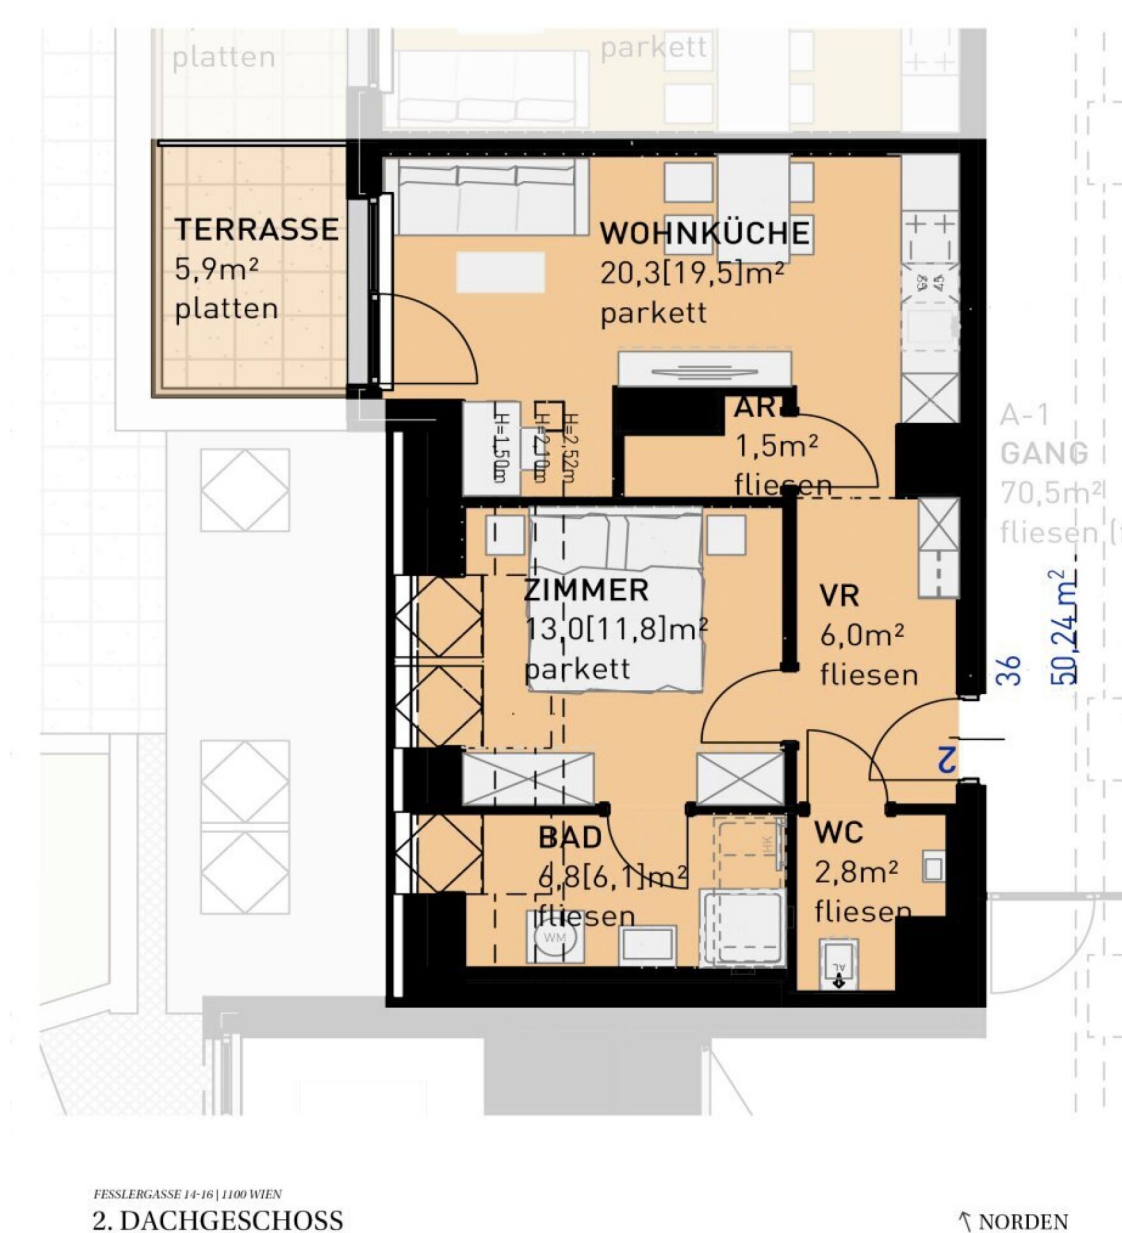 platten
parkett
TERRASSE
5,9m²
platten
WOHNKÜCHE
20,3[19,5]m²
parkett
AR
1,5m²
fliesen
H=1,50m
H=2,10m
H=2,52m
A-1
GANG
70,5m²
fliesen (f
ZIMMER
13,0[11,8]m²
parkett
VR
6,0m²
fliesen
36
50,24 m²
2
BAD
6,8[6,1]m²
fliesen
HK
WM
WC
2,8m²
fliesen
AL
FESSLERGASSE 14-16 | 1100 WIEN
2. DACHGESCHOSS
NORDEN